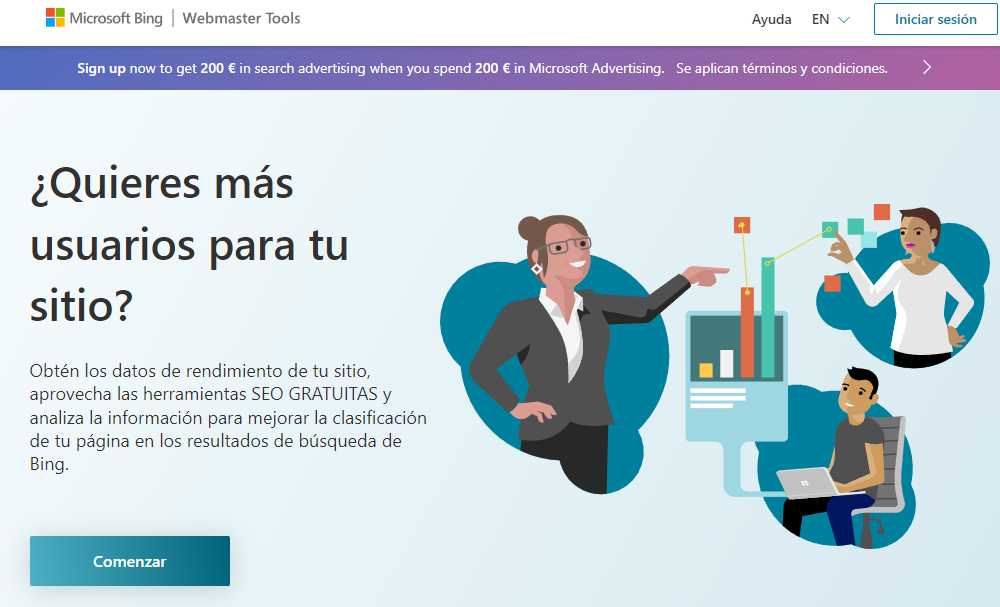 Microsoft Bing | Webmaster Tools
Ayuda EN Iniciar sesión
Sign up now to get 200 € in search advertising when you spend 200 € in Microsoft Advertising. Se aplican términos y condiciones.
¿Quieres más
usuarios para tu
sitio?
Obtén los datos de rendimiento de tu sitio,
aprovecha las herramientas SEO GRATUITAS y
analiza la información para mejorar la clasificación
de tu página en los resultados de búsqueda de
Bing.
Comenzar